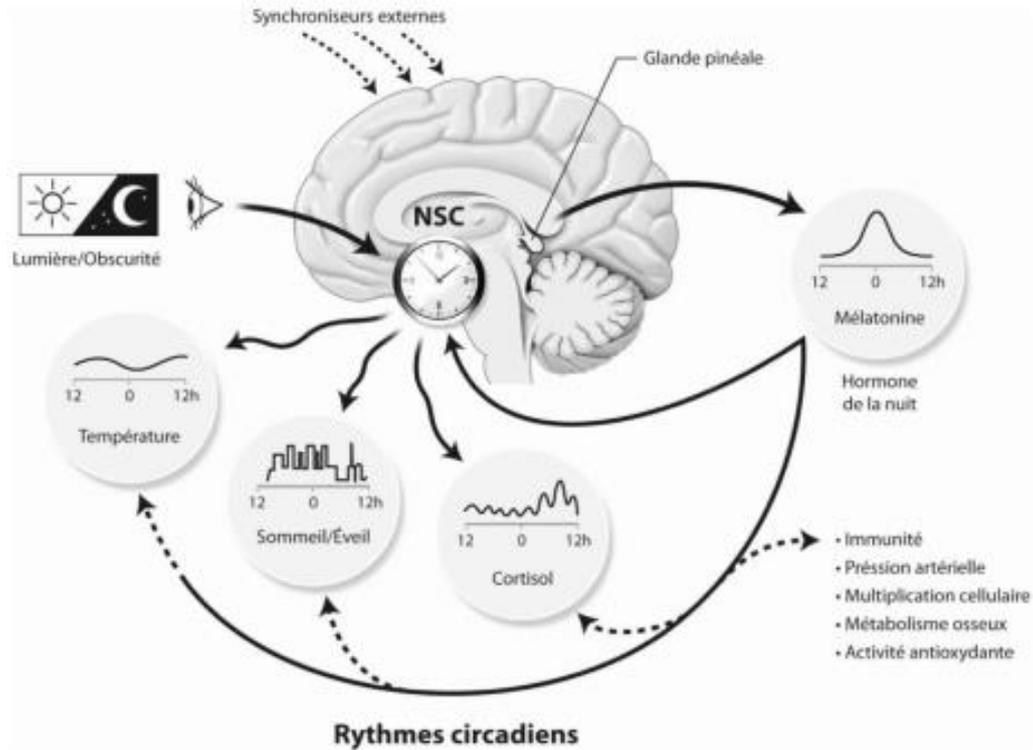 Synchroniseurs externes
Glande pinéale
NSC
Lumière/Obscurité
12 0 12h
Mélatonine
Hormone
de la nuit
12 0 12h
Température
12 0 12h
Sommeil/Éveil
12 0 12h
Cortisol
• Immunité
• Préssion artérielle
• Multiplication cellulaire
• Métabolisme osseux
• Activité antioxydante
Rythmes circadiens